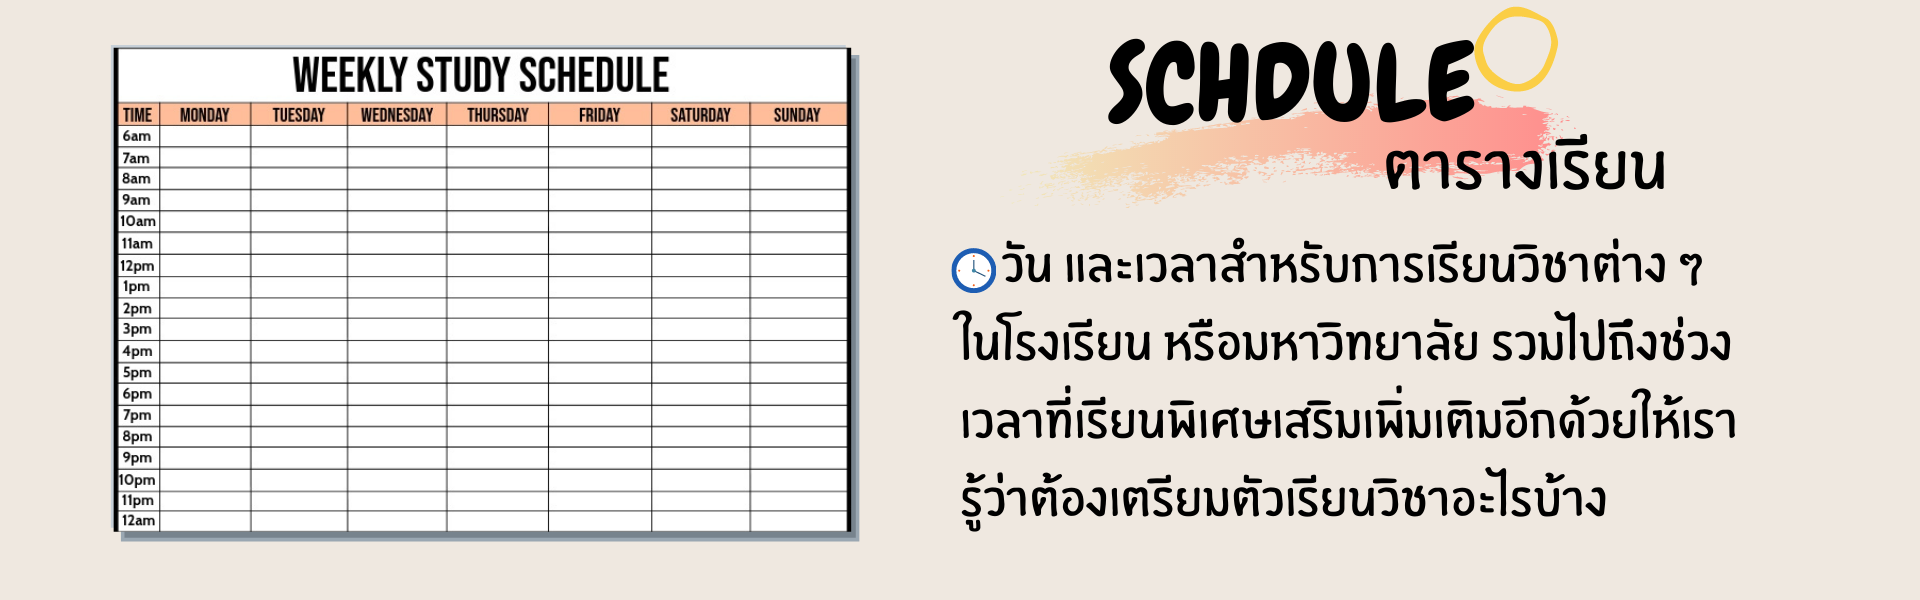 WEEKLY STUDY SCHEDULE
TIME MONDAY TUESDAY WEDNESDAY THURSDAY FRIDAY SATURDAY SUNDAY
6am
7am
8am
9am
10am
11am
12pm
1pm
2pm
3pm
4pm
5pm
6pm
7pm
8pm
9pm
10pm
11pm
12am
SCHDULE
ตารางเรียน
วัน และเวลาสำหรับการเรียนวิชาต่าง ๆ
ในโรงเรียน หรือมหาวิทยาลัย รวมไปถึงช่วง
เวลาที่เรียนพิเศษเสริมเพิ่มเติมอีกด้วยให้เรา
รู้ว่าต้องเตรียมตัวเรียนวิชาอะไรบ้าง